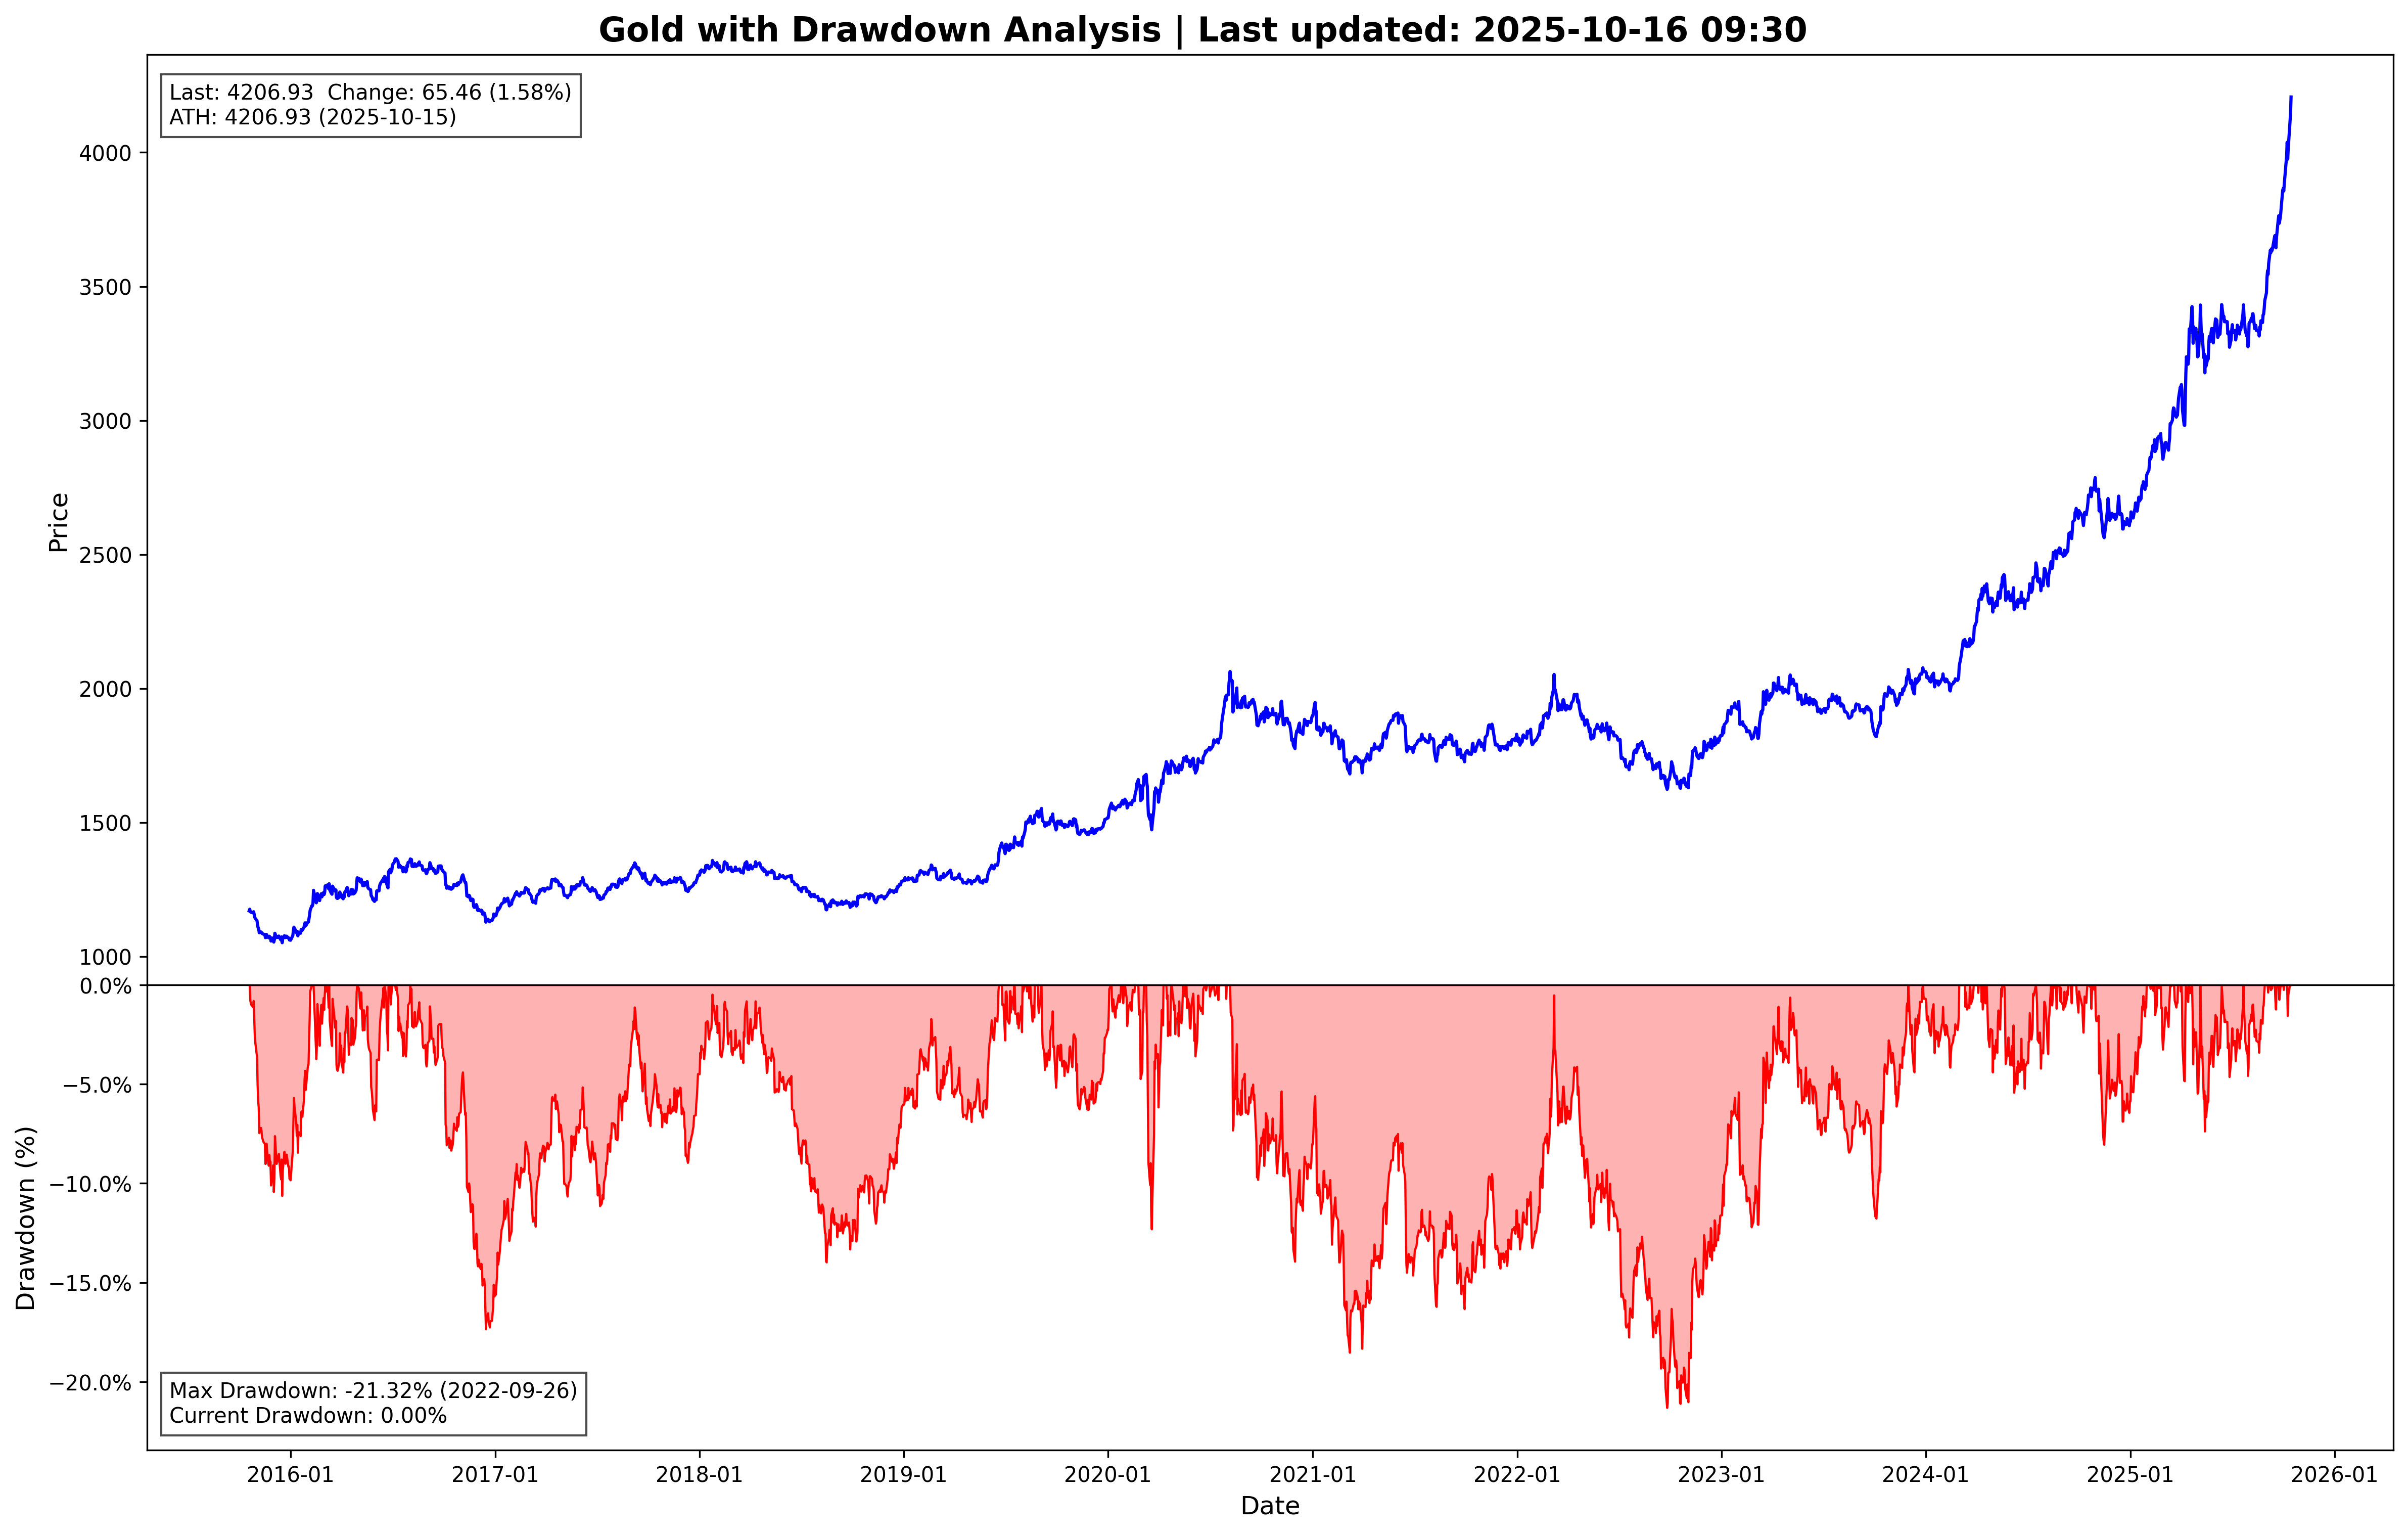 Gold with Drawdown Analysis | Last updated: 2025-10-16 09:30
Last: 4206.93  Change: 65.46 (1.58%)
ATH: 4206.93 (2025-10-15)
Price
4000
3500
3000
2500
2000
1500
1000
Drawdown (%)
0.0%
−5.0%
−10.0%
−15.0%
−20.0%
Max Drawdown: -21.32% (2022-09-26)
Current Drawdown: 0.00%
2016-01
2017-01
2018-01
2019-01
2020-01
2021-01
2022-01
2023-01
2024-01
2025-01
2026-01
Date